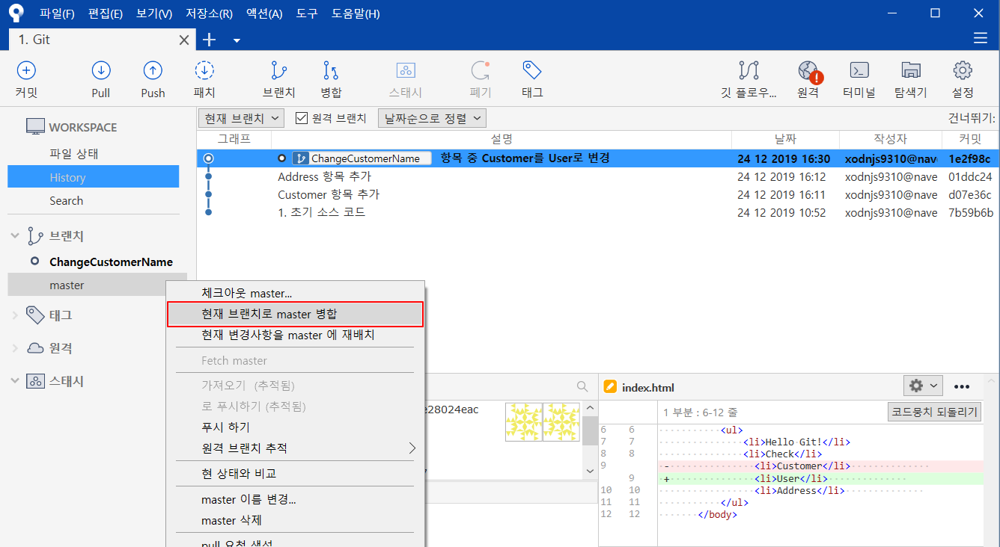 파일(F) 편집(E) 보기(V) 저장소(R) 액션(A) 도구 도움말(H)
1. Git
커밋 Pull Push 패치 브랜치 병합 스태시 폐기 태그 깃 플로우... 원격 터미널 탐색기 설정
WORKSPACE
파일 상태
History
Search
브랜치
ChangeCustomerName
master
태그
원격
스태시
현재 브랜치 원격 브랜치 날짜순으로 정렬 건너뛰기:
그래프 설명 날짜 작성자 커밋
ChangeCustomerName 항목 중 Customer를 User로 변경 24 12 2019 16:30 xodnjs9310@nave 1e2f98c
Address 항목 추가 24 12 2019 16:12 xodnjs9310@nave 01ddc24
Customer 항목 추가 24 12 2019 16:11 xodnjs9310@nave d07e36c
1. 초기 소스 코드 24 12 2019 10:52 xodnjs9310@nave 7b59b6b
체크아웃 master...
현재 브랜치로 master 병합
현재 변경사항을 master 에 재배치
Fetch master
가져오기 (추적됨)
로 푸시하기 (추적됨)
푸시 하기
원격 브랜치 추적
현 상태와 비교
master 이름 변경...
master 삭제
pull 요청 생성
e28024eac
index.html
1 부분 : 6-12 줄 코드뭉치 되돌리기
6 6 <ul>
7 7 <li>Hello Git!</li>
8 8 <li>Check</li>
9 - <li>Customer</li>
9 + <li>User</li>
10 10 <li>Address</li>
11 11 </ul>
12 12 </body>